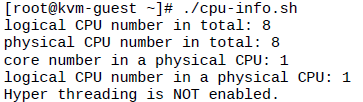 [root@kvm-guest ~]# ./cpu-info.sh
logical CPU number in total: 8
physical CPU number in total: 8
core number in a physical CPU: 1
logical CPU number in a physical CPU: 1
Hyper threading is NOT enabled.